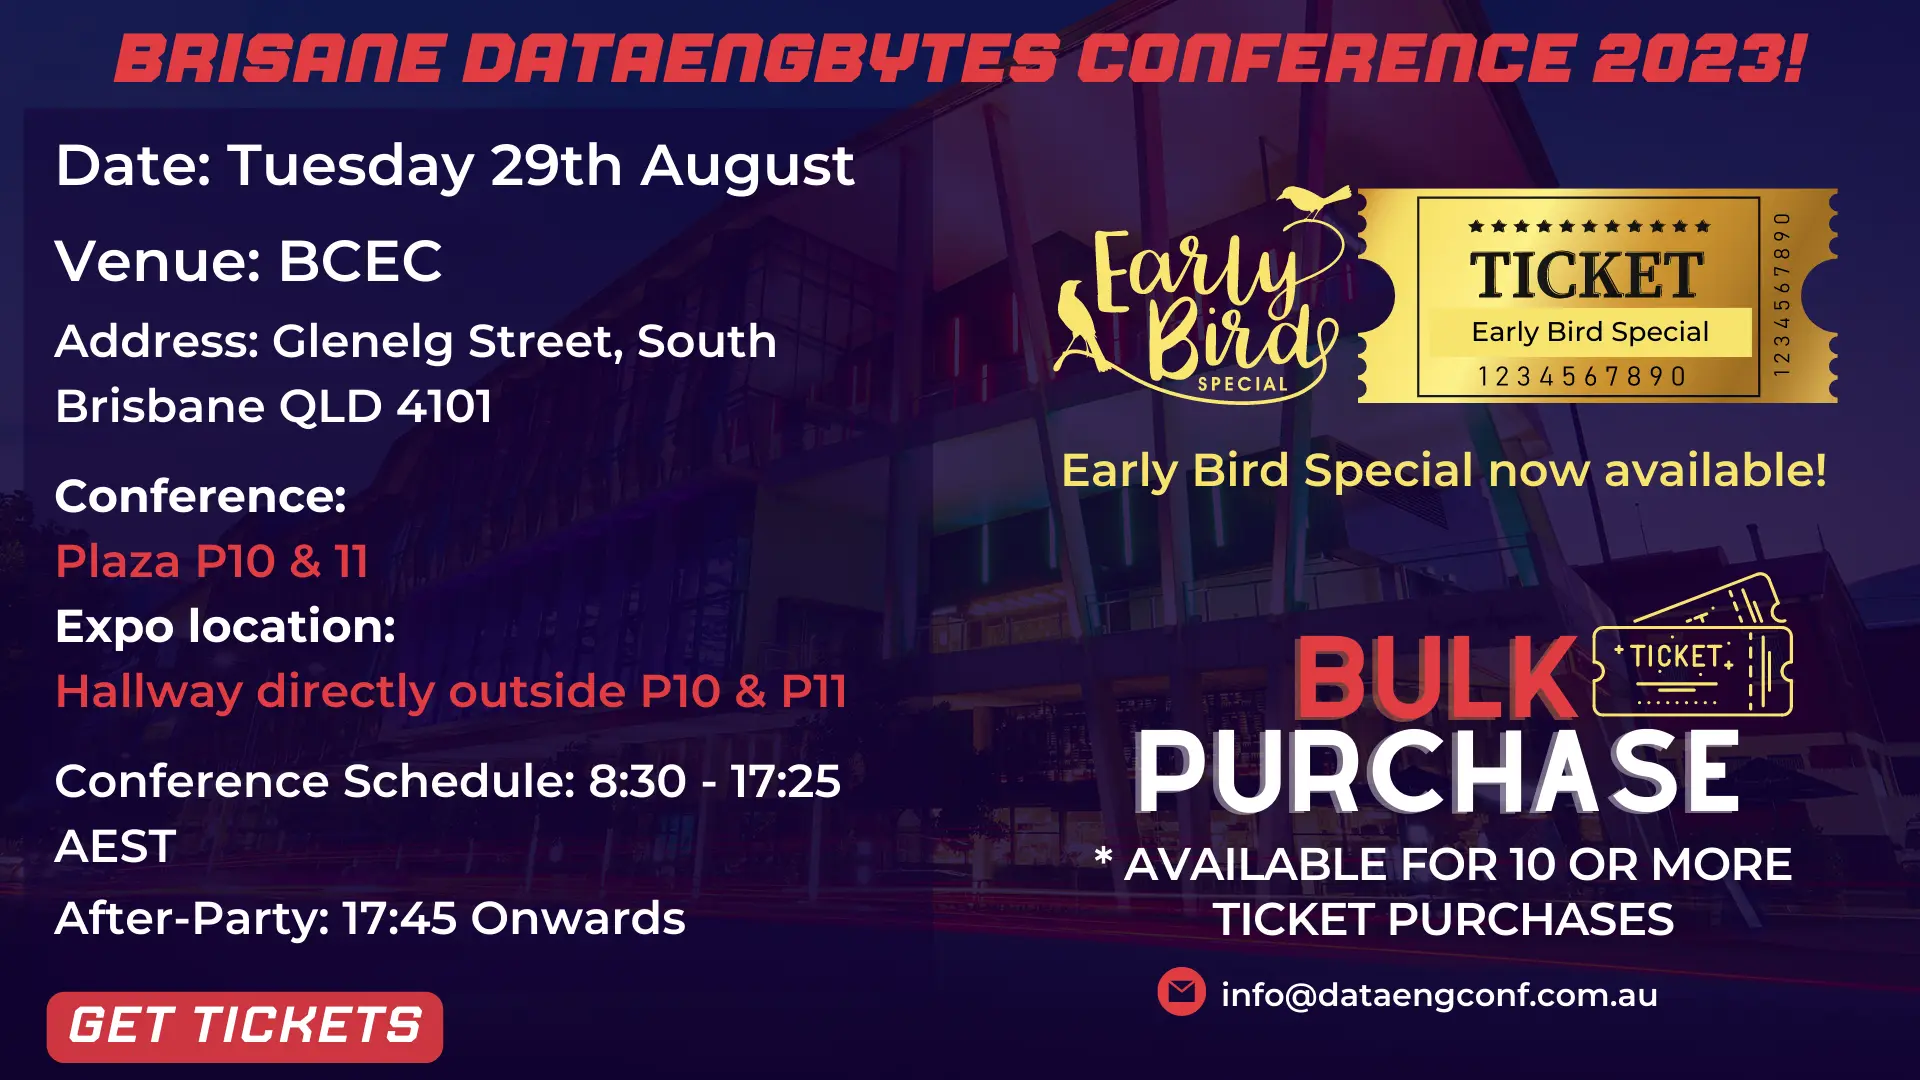 BRISANE DATAENGBYTES CONFERENCE 2023!
Date: Tuesday 29th August
Venue: BCEC
Address: Glenelg Street, South
Brisbane QLD 4101
Conference:
Plaza P10 & 11
Expo location:
Hallway directly outside P10 & P11
Conference Schedule: 8:30 - 17:25
AEST
After-Party: 17:45 Onwards
GET TICKETS
Early
Bird
SPECIAL
TICKET
Early Bird Special
1234567890
1234567890
Early Bird Special now available!
BULK
TICKET
PURCHASE
* AVAILABLE FOR 10 OR MORE
TICKET PURCHASES
info@dataengconf.com.au